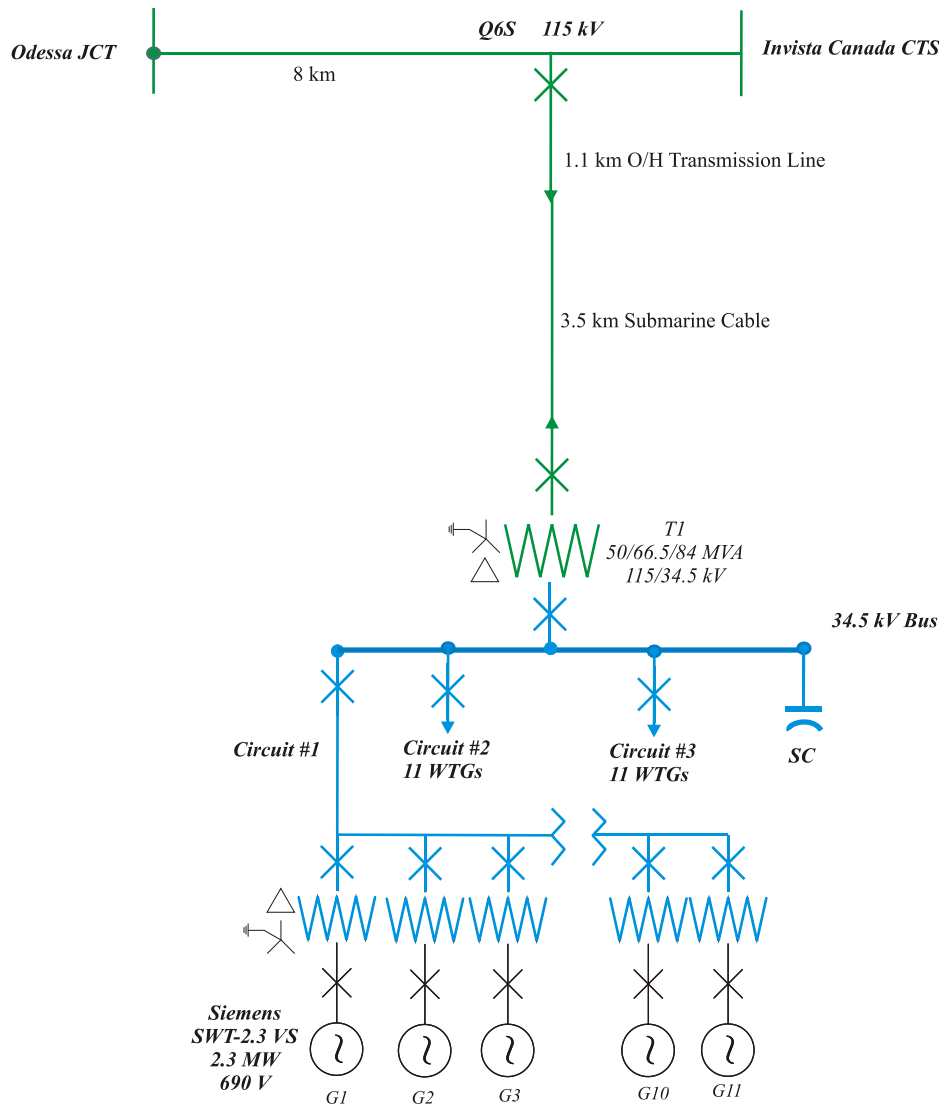 Q6S 115 kV
Odessa JCT
Invista Canada CTS
8 km
1.1 km O/H Transmission Line
3.5 km Submarine Cable
T1
50/66.5/84 MVA
115/34.5 kV
34.5 kV Bus
Circuit #1
Circuit #2
11 WTGs
Circuit #3
11 WTGs
SC
Siemens
SWT-2.3 VS
2.3 MW
690 V
G1
G2
G3
G10
G11